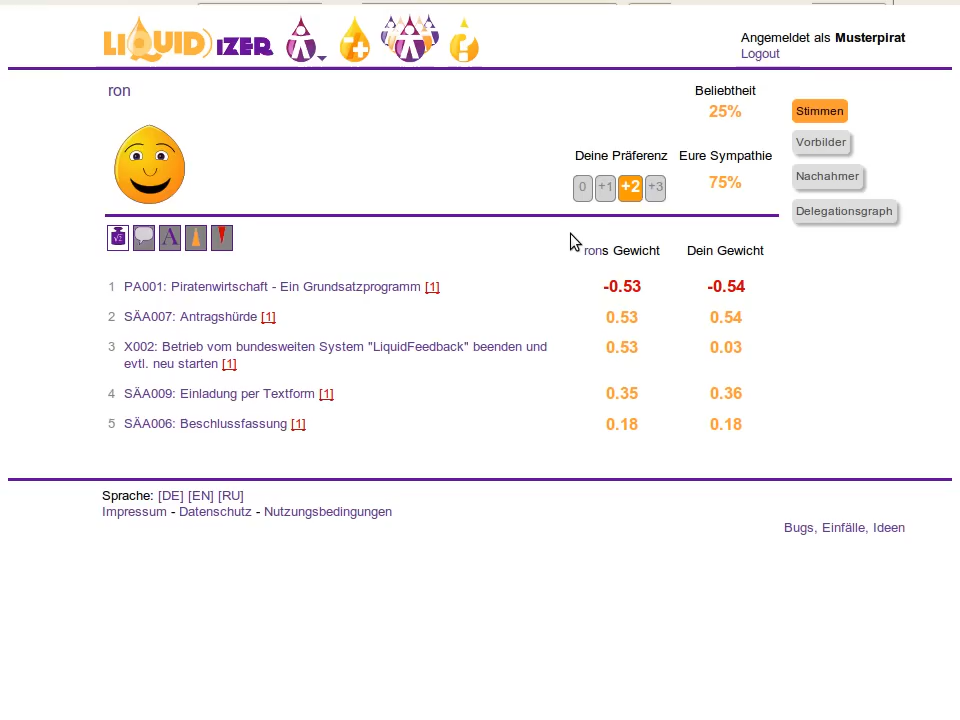 LIQUID)IZER
Angemeldet als Musterpirat
Logout
ron
Beliebtheit
25%
Stimmen
Vorbilder
Deine Präferenz Eure Sympathie
0 +1 +2 +3 75%
Nachahmer
Delegationsgraph
√Σ A
rons Gewicht Dein Gewicht
1 PA001: Piratenwirtschaft - Ein Grundsatzprogramm [1] -0.53 -0.54
2 SÄA007: Antragshürde [1] 0.53 0.54
3 X002: Betrieb vom bundesweiten System "LiquidFeedback" beenden und 0.53 0.03
evtl. neu starten [1]
4 SÄA009: Einladung per Textform [1] 0.35 0.36
5 SÄA006: Beschlussfassung [1] 0.18 0.18
Sprache: [DE] [EN] [RU]
Impressum - Datenschutz - Nutzungsbedingungen
Bugs, Einfälle, Ideen